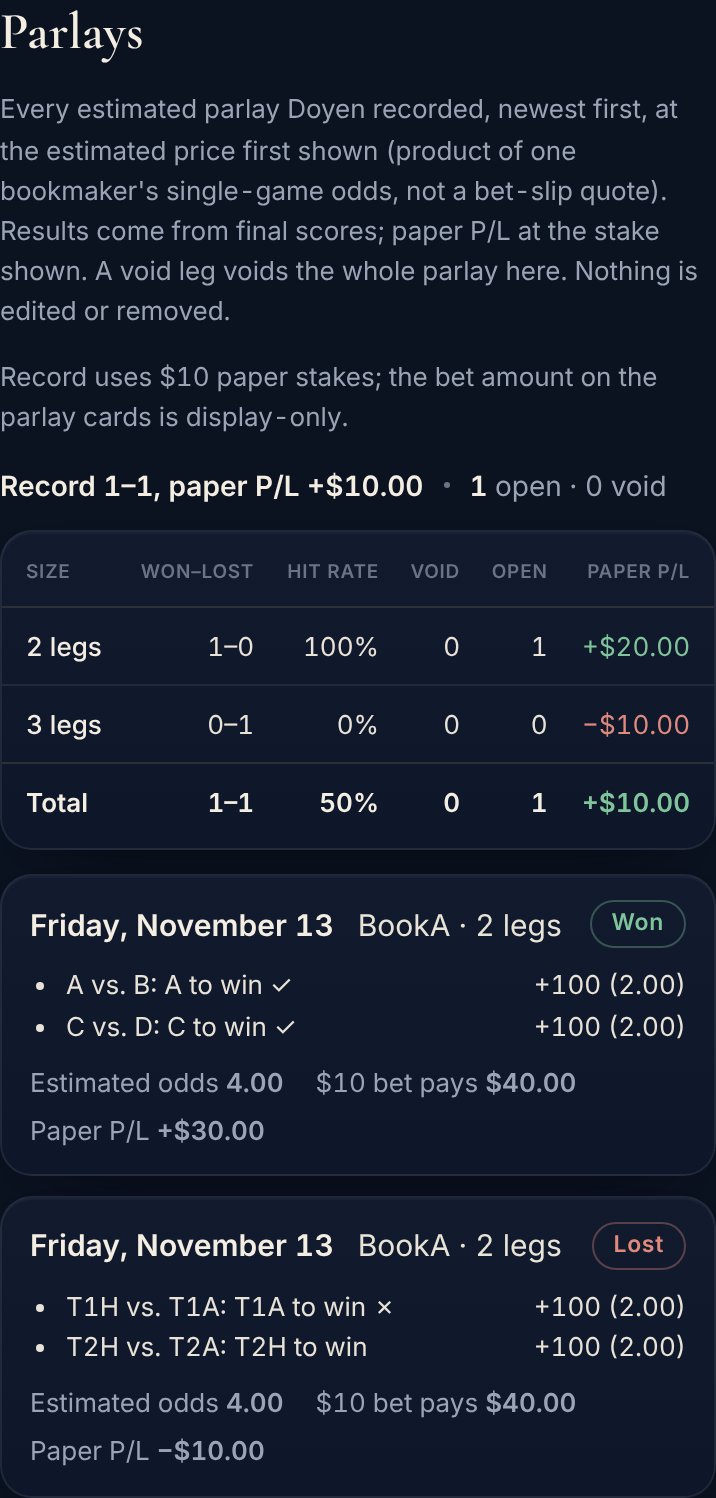 Parlays
Every estimated parlay Doyen recorded, newest first, at
the estimated price first shown (product of one
bookmaker's single-game odds, not a bet-slip quote).
Results come from final scores; paper P/L at the stake
shown. A void leg voids the whole parlay here. Nothing is
edited or removed.
Record uses $10 paper stakes; the bet amount on the
parlay cards is display-only.
Record 1–1, paper P/L +$10.00 • 1 open · 0 void
SIZE WON–LOST HIT RATE VOID OPEN PAPER P/L
2 legs 1–0 100% 0 1 +$20.00
3 legs 0–1 0% 0 0 −$10.00
Total 1–1 50% 0 1 +$10.00
Friday, November 13 BookA · 2 legs Won
• A vs. B: A to win ✓ +100 (2.00)
• C vs. D: C to win ✓ +100 (2.00)
Estimated odds 4.00 $10 bet pays $40.00
Paper P/L +$30.00
Friday, November 13 BookA · 2 legs Lost
• T1H vs. T1A: T1A to win × +100 (2.00)
• T2H vs. T2A: T2H to win +100 (2.00)
Estimated odds 4.00 $10 bet pays $40.00
Paper P/L −$10.00